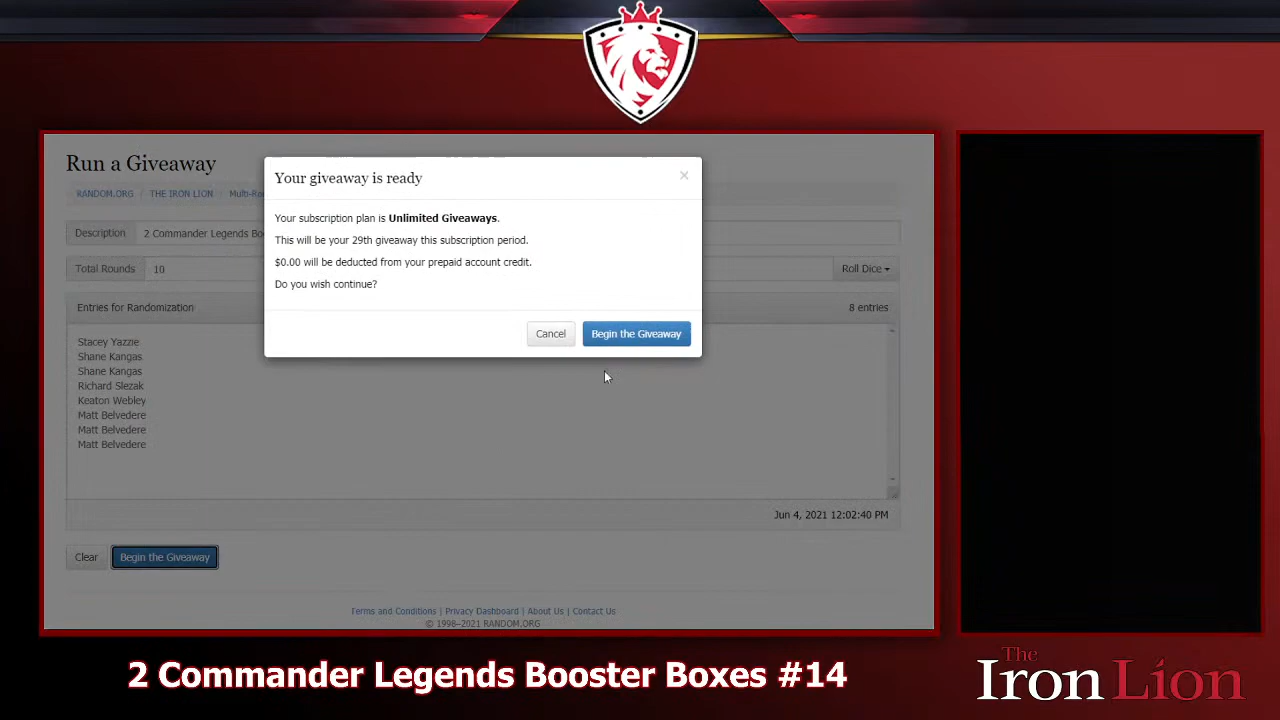 Run a Giveaway
RANDOM.ORG / THE IRON LION / 
Description 2 Commander Legends
Total Rounds 10 Roll Dice
Entries for Randomization 8 entries
Your giveaway is ready ×
Your subscription plan is Unlimited Giveaways.
This will be your 29th giveaway this subscription period.
$0.00 will be deducted from your prepaid account credit.
Do you wish continue?
Cancel Begin the Giveaway
Stacey Yazzie
Shane Kangas
Shane Kangas
Richard Slezak
Keaton Webley
Matt Belvedere
Matt Belvedere
Matt Belvedere
Jun 4, 2021 12:02:40 PM
Clear Begin the Giveaway
Terms and Conditions | Privacy Dashboard | About Us | Contact Us
© 1998–2021 RANDOM.ORG
2 Commander Legends Booster Boxes #14
The
Iron Lion